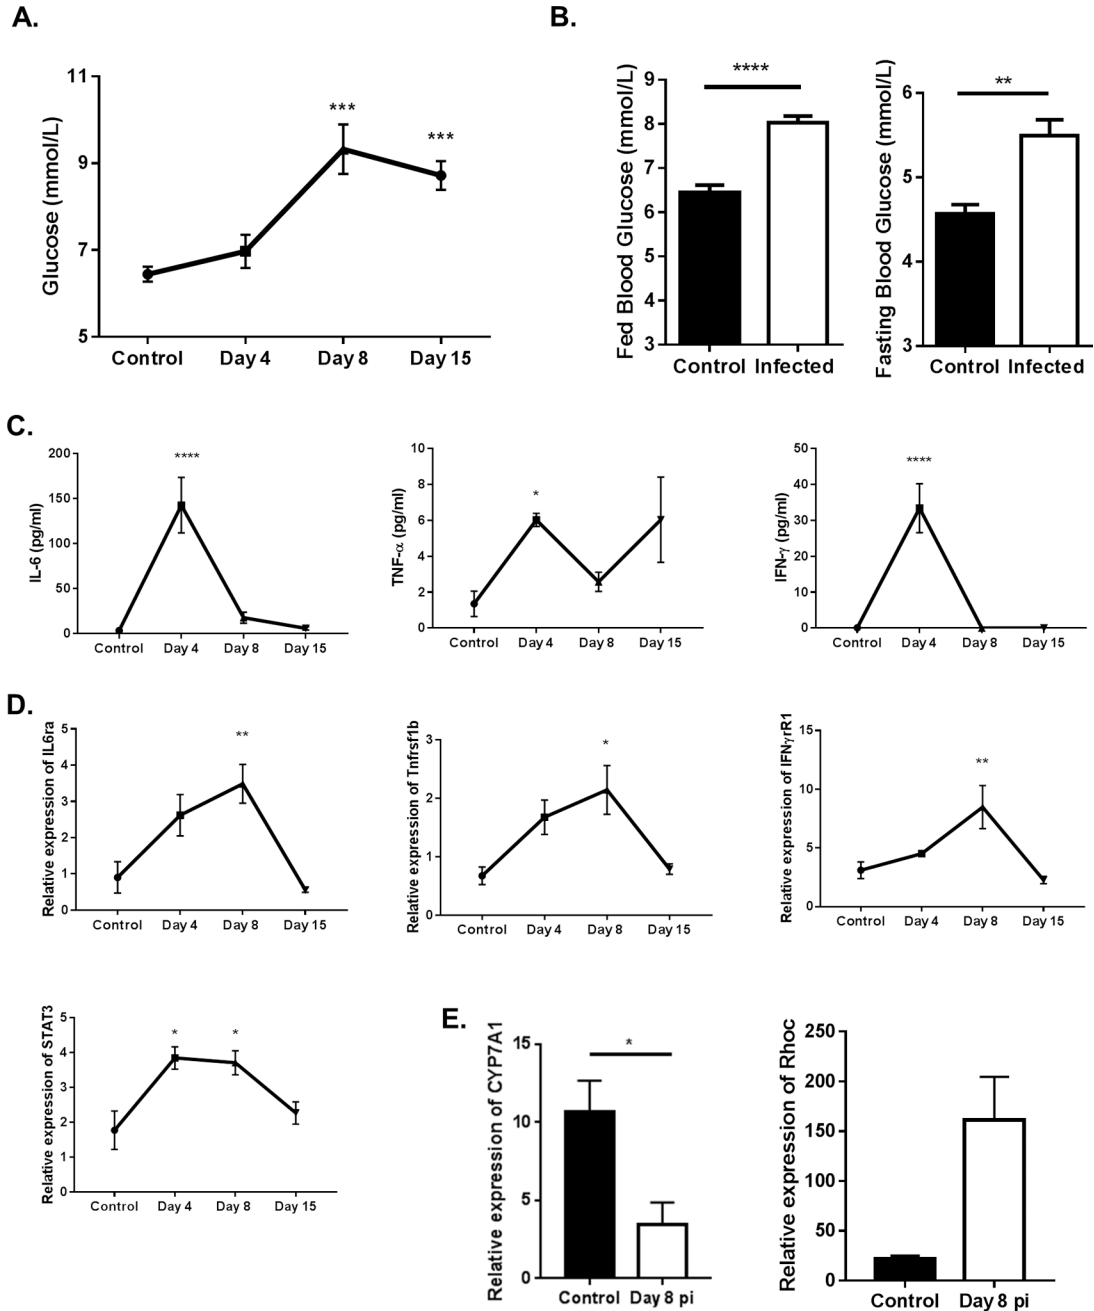 A.
Glucose (mmol/L)
11
9
7
5
***
***
Control Day 4 Day 8 Day 15
B.
Fed Blood Glucose (mmol/L)
9
8
7
6
5
4
3
****
Control Infected
Fasting Blood Glucose (mmol/L)
6
5
4
3
**
Control Infected
C.
IL-6 (pg/ml)
200
150
100
50
0
****
Control Day 4 Day 8 Day 15
TNF-α (pg/ml)
10
8
6
4
2
0
*
Control Day 4 Day 8 Day 15
IFN-γ (pg/ml)
50
40
30
20
10
0
****
Control Day 4 Day 8 Day 15
D.
Relative expression of IL6ra
5
4
3
2
1
0
**
Control Day 4 Day 8 Day 15
Relative expression of Tnfrsf1b
3
2
1
0
*
Control Day 4 Day 8 Day 15
Relative expression of IFNγrR1
15
10
5
0
**
Control Day 4 Day 8 Day 15
Relative expression of STAT3
5
4
3
2
1
0
* *
Control Day 4 Day 8 Day 15
E.
Relative expression of CYP7A1
15
10
5
0
*
Control Day 8 pi
Relative expression of Rhoc
250
200
150
100
50
0
Control Day 8 pi